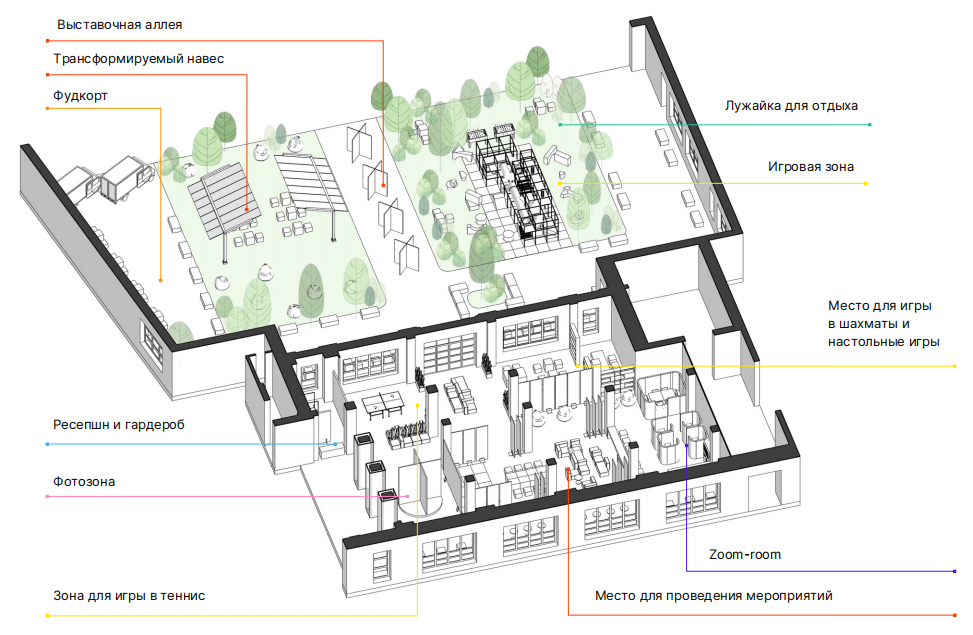 Выставочная аллея
Трансформируемый навес
Фудкорт
Лужайка для отдыха
Игровая зона
Место для игры
в шахматы и
настольные игры
Ресепшн и гардероб
Фотозона
Zoom-room
Зона для игры в теннис
Место для проведения мероприятий